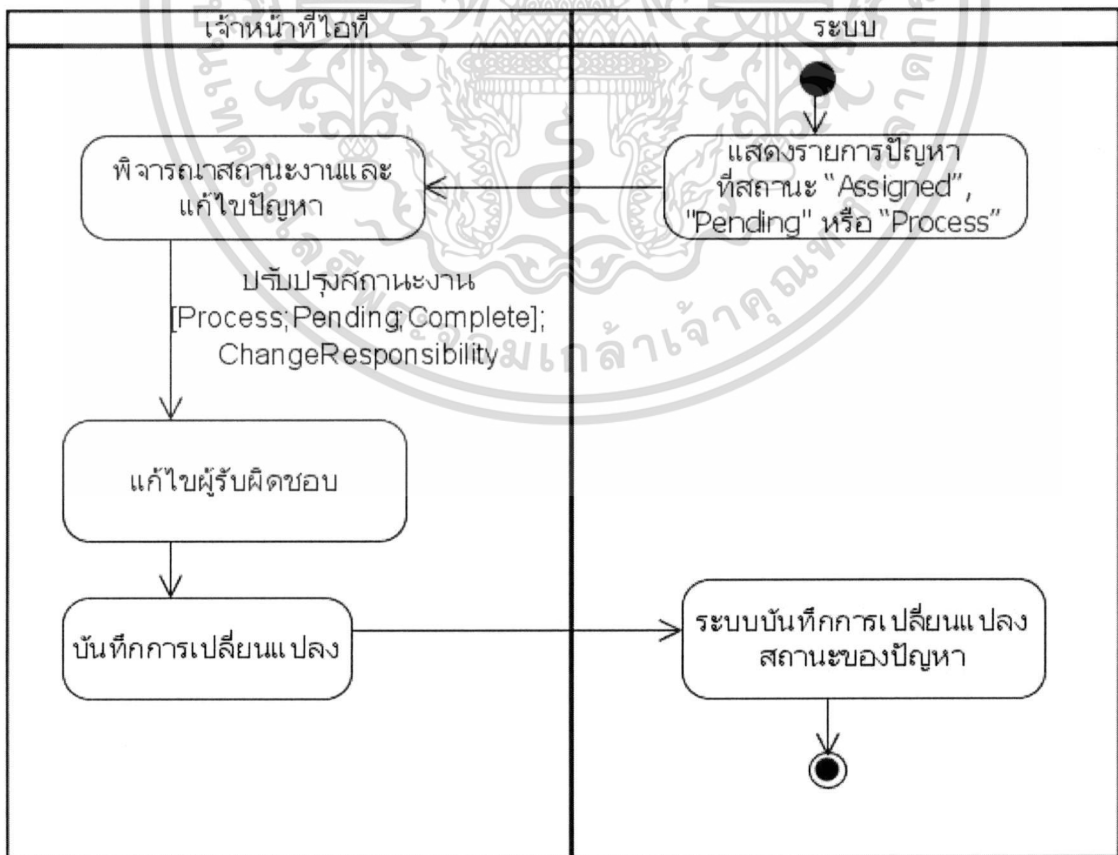 เจ้าหน้าที่ไอที
ระบบ
แสดงรายการปัญหา
ที่สถานะ "Assigned",
"Pending" หรือ "Process"
พิจารณาสถานะงานและ
แก้ไขปัญหา
ปรับปรุงสถานะงาน
[Process;Pending;Complete];
ChangeResponsibility
แก้ไขผู้รับผิดชอบ
บันทึกการเปลี่ยนแปลง
ระบบบันทึกการเปลี่ยนแปลง
สถานะของปัญหา